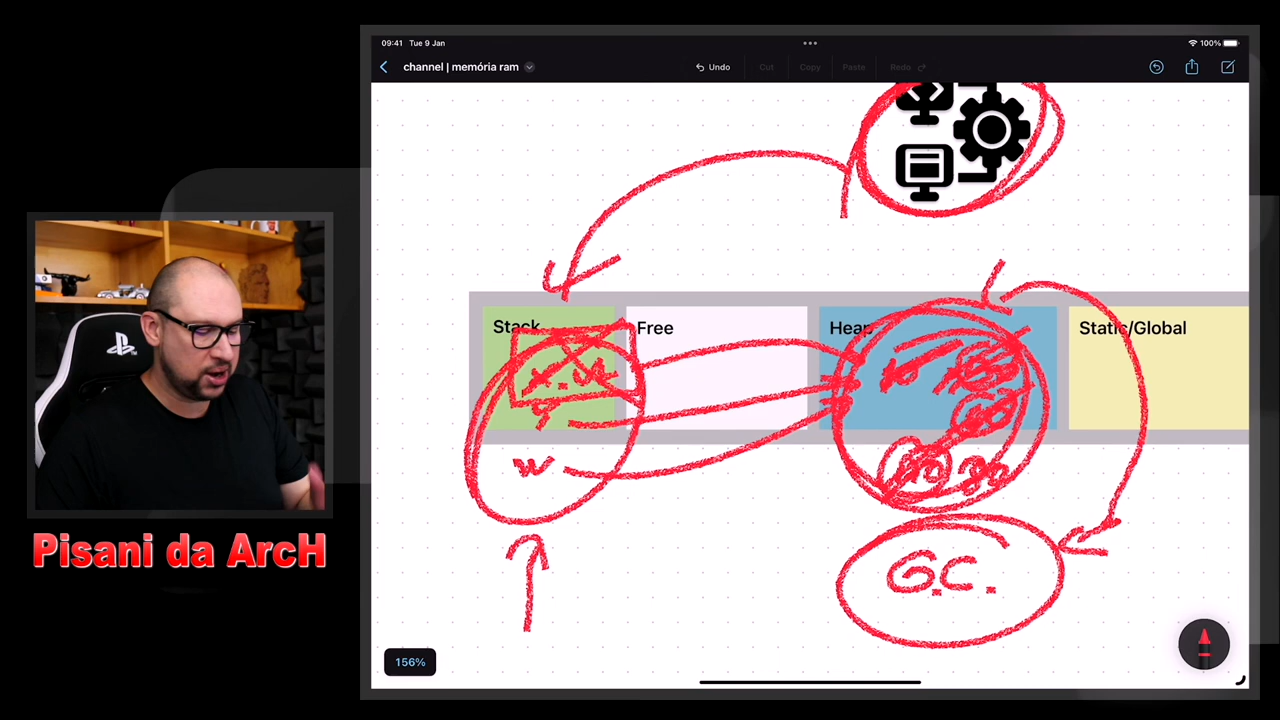 09:41 Tue 9 Jan
100%
channel | memória ram
Undo Cut Copy Paste Redo
Stack Free Heap Static/Global
w
G.C.
156%
Pisani da ArcH